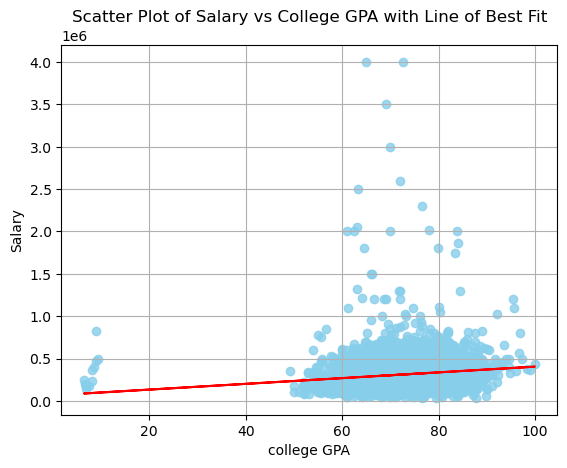 Scatter Plot of Salary vs College GPA with Line of Best Fit
1e6
4.0
3.5
3.0
2.5
2.0
1.5
1.0
0.5
0.0
Salary
20 40 60 80 100
college GPA